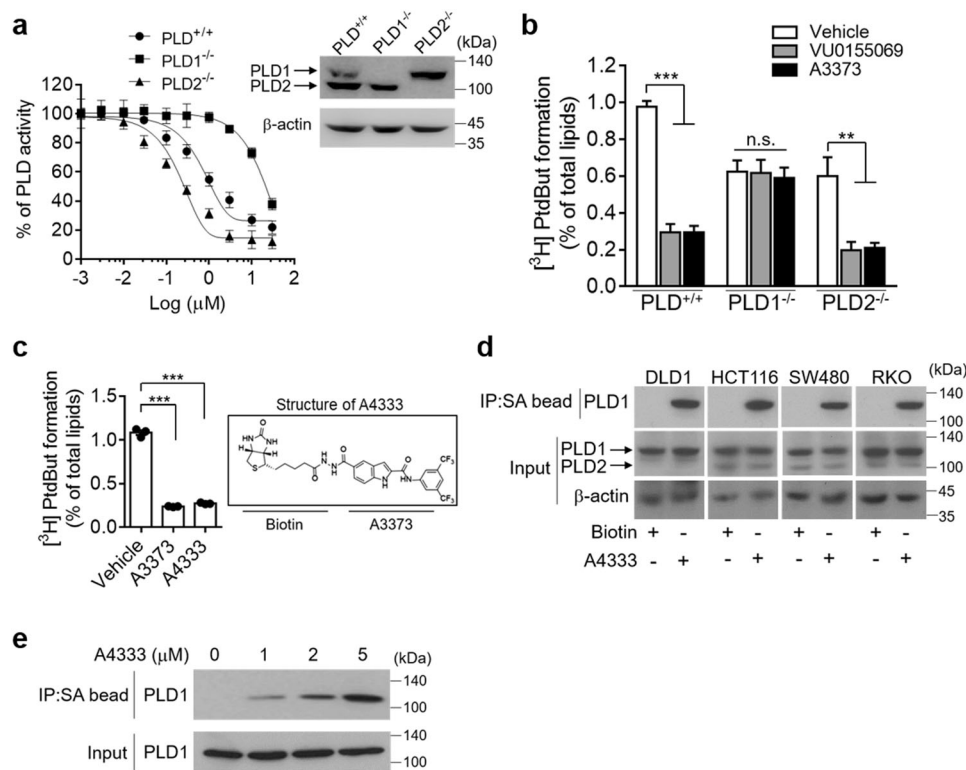 a
PLD+/+
PLD1-/-
PLD2-/-
% of PLD activity
120
100
80
60
40
20
0
-3 -2 -1 0 1 2
Log (μM)
PLD+/+ PLD1-/- PLD2-/- (kDa)
PLD1 140
PLD2 100
β-actin 45
35
b
Vehicle
VU0155069
A3373
[3H] PtdBut formation
(% of total lipids)
1.2
1.0
0.8
0.6
0.4
0.2
0.0
*** n.s. **
PLD+/+ PLD1-/- PLD2-/-
c
[3H] PtdBut formation
(% of total lipids)
1.5
1.0
0.5
0.0
***
***
Vehicle A3373 A4333
Structure of A4333
O
HN NH
H H
S
O
H
N
N
H
O
N
H
O
N
H
CF3
CF3
Biotin A3373
d
DLD1 HCT116 SW480 RKO (kDa)
IP:SA bead PLD1 140
100
Input PLD1 140
PLD2 100
β-actin 45
35
Biotin + - + - + - + -
A4333 - + - + - + - +
e
A4333 (μM) 0 1 2 5 (kDa)
IP:SA bead PLD1 140
100
Input PLD1 140
100